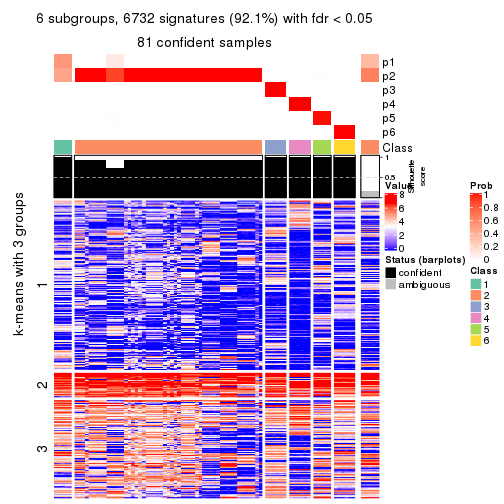 6 subgroups, 6732 signatures (92.1%) with fdr < 0.05
81 confident samples
p1
p2
p3
p4
p5
p6
Class
1
0.5
0
Silhouette
score
k-means with 3 groups
1
2
3
Value
8
6
4
2
0
Status (barplots)
confident
ambiguous
Prob
1
0.8
0.6
0.4
0.2
0
Class
1
2
3
4
5
6